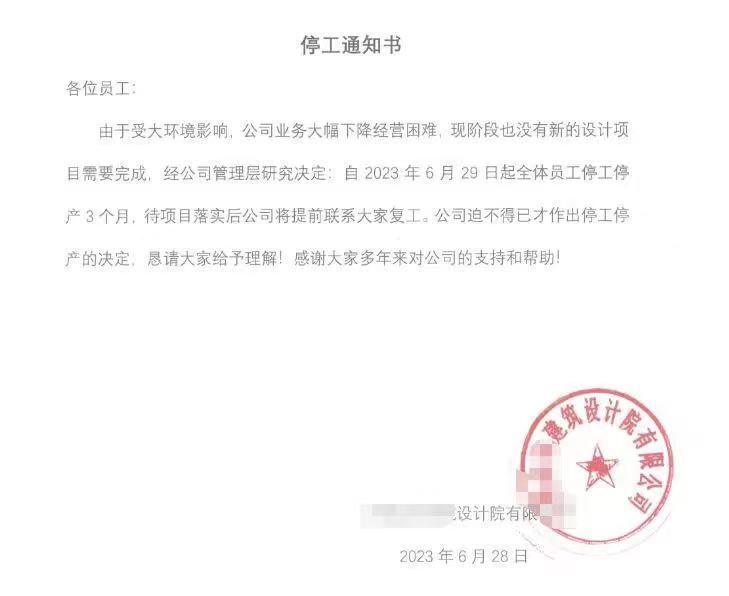 停工通知书
各位员工：
由于受大环境影响，公司业务大幅下降经营困难，现阶段也没有新的设计项
目需要完成，经公司管理层研究决定：自 2023 年 6 月 29 日起全体员工停工停
产 3 个月，待项目落实后公司将提前联系大家复工。公司迫不得已才作出停工停
产的决定，恳请大家给予理解！感谢大家多年来对公司的支持和帮助！
建筑设计院有限公司
设计院有限
2023 年 6 月 28 日